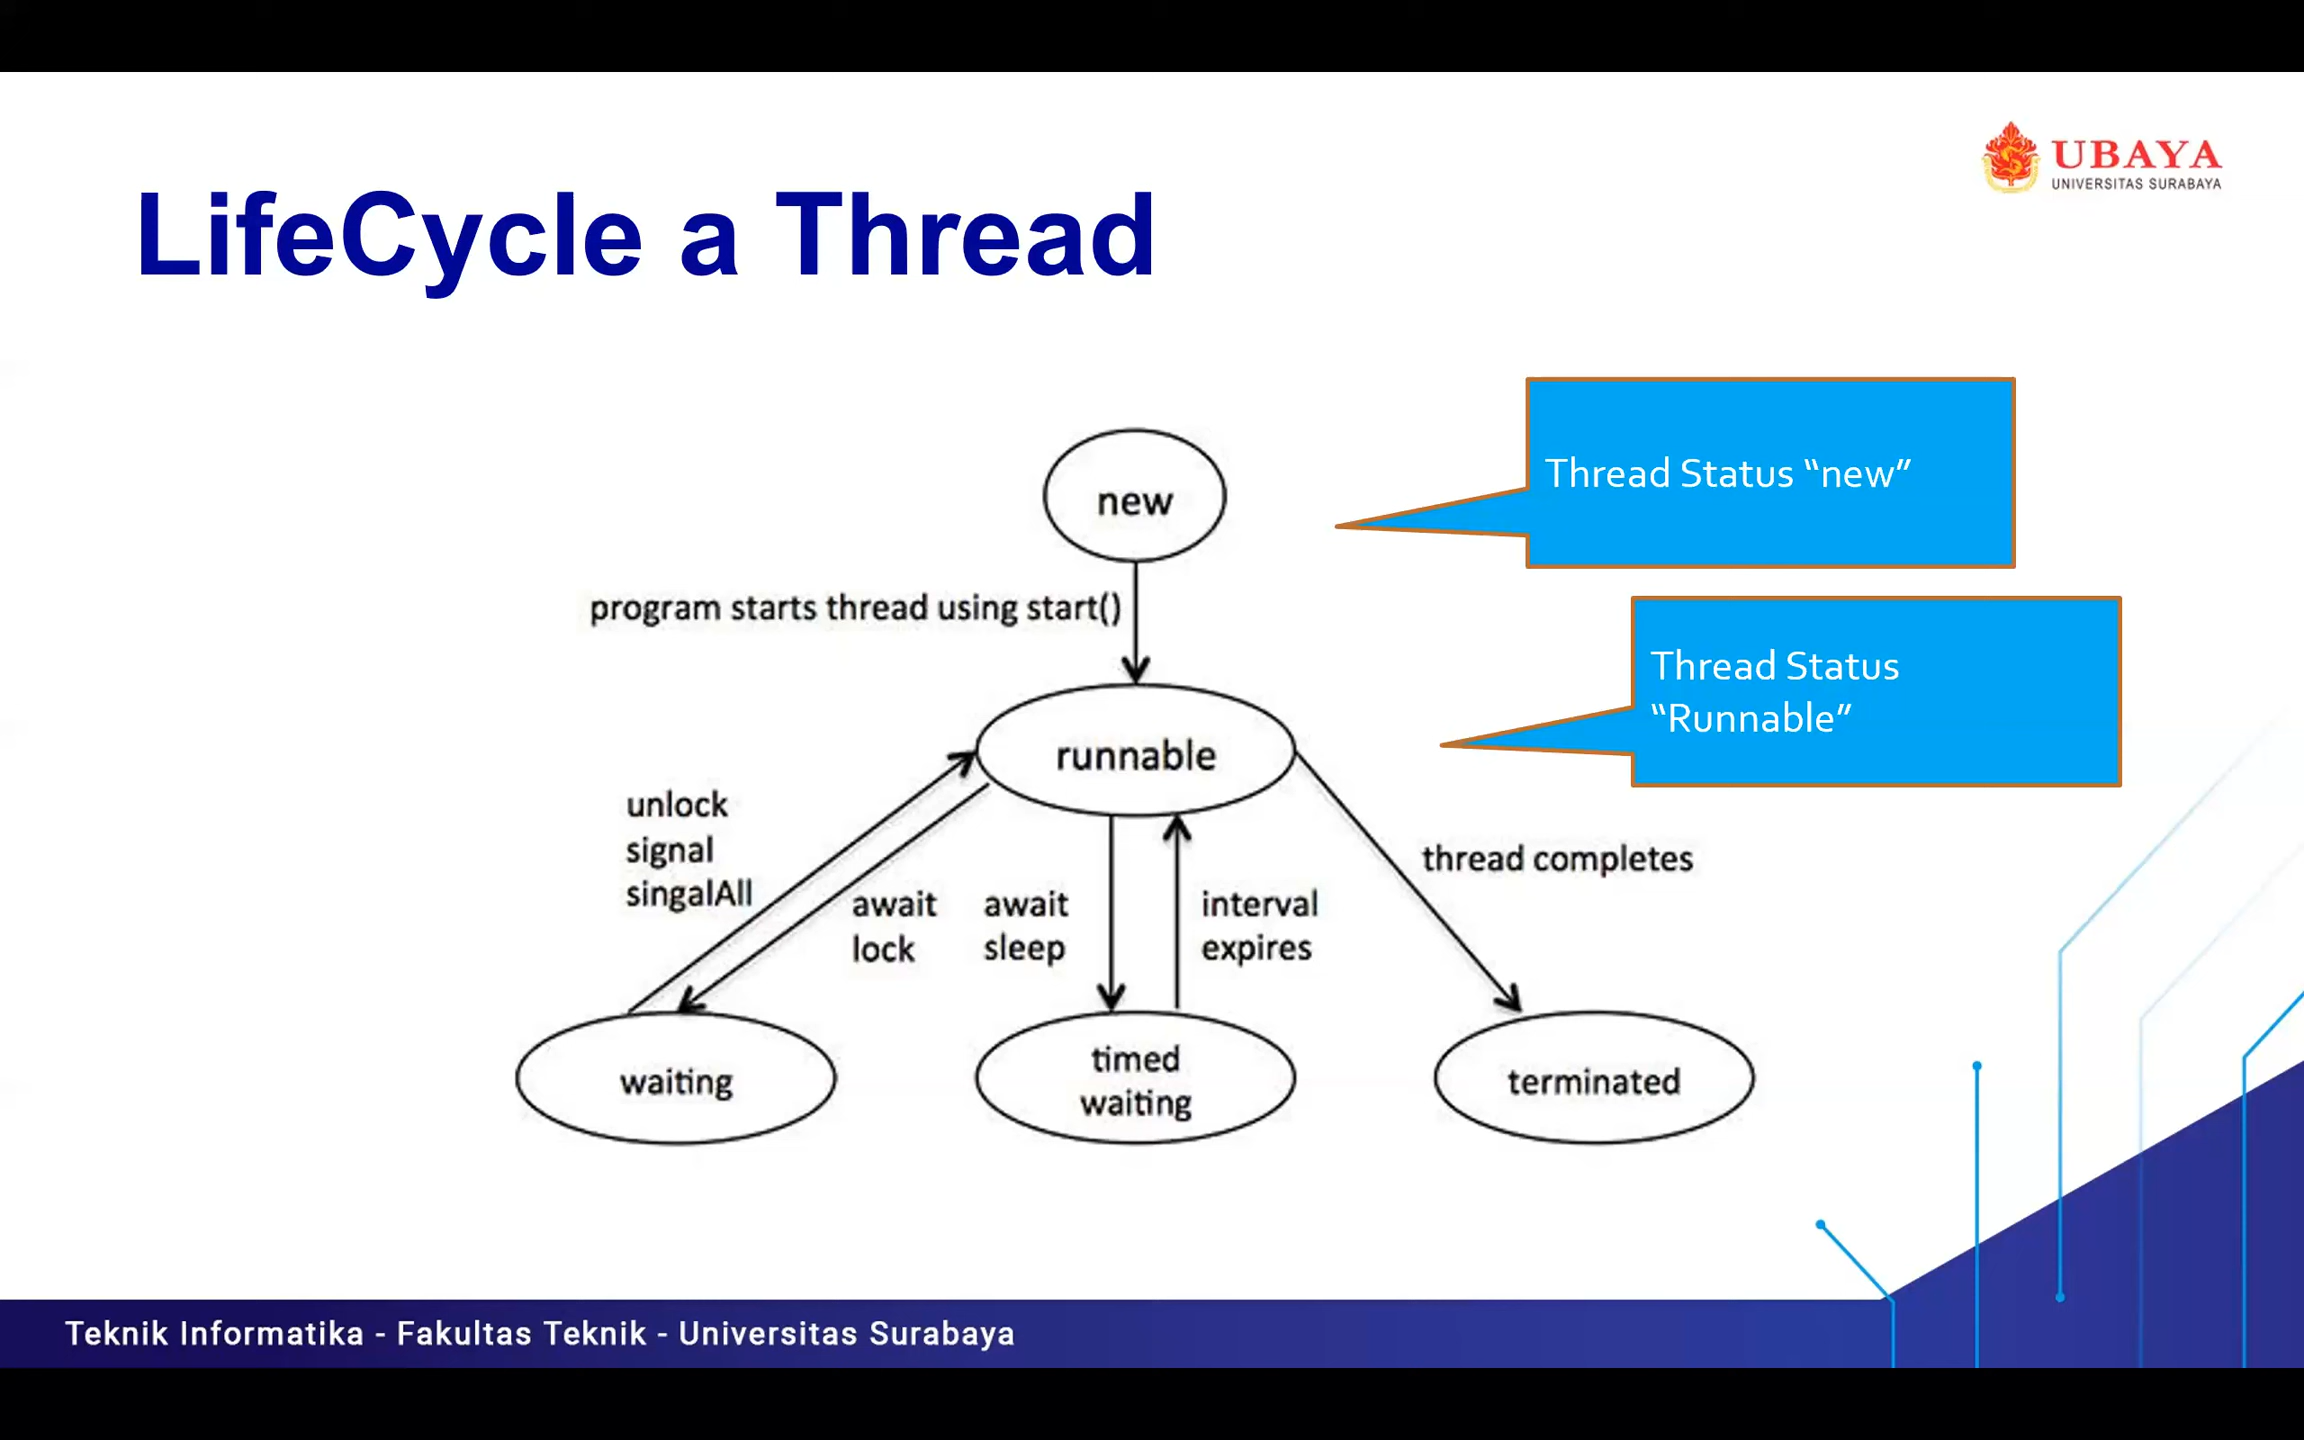 UBAYA
UNIVERSITAS SURABAYA
LifeCycle a Thread
Thread Status “new”
new
program starts thread using start()
Thread Status
“Runnable”
runnable
unlock
signal
singalAll
await
lock
await
sleep
interval
expires
thread completes
waiting
timed
waiting
terminated
Teknik Informatika - Fakultas Teknik - Universitas Surabaya